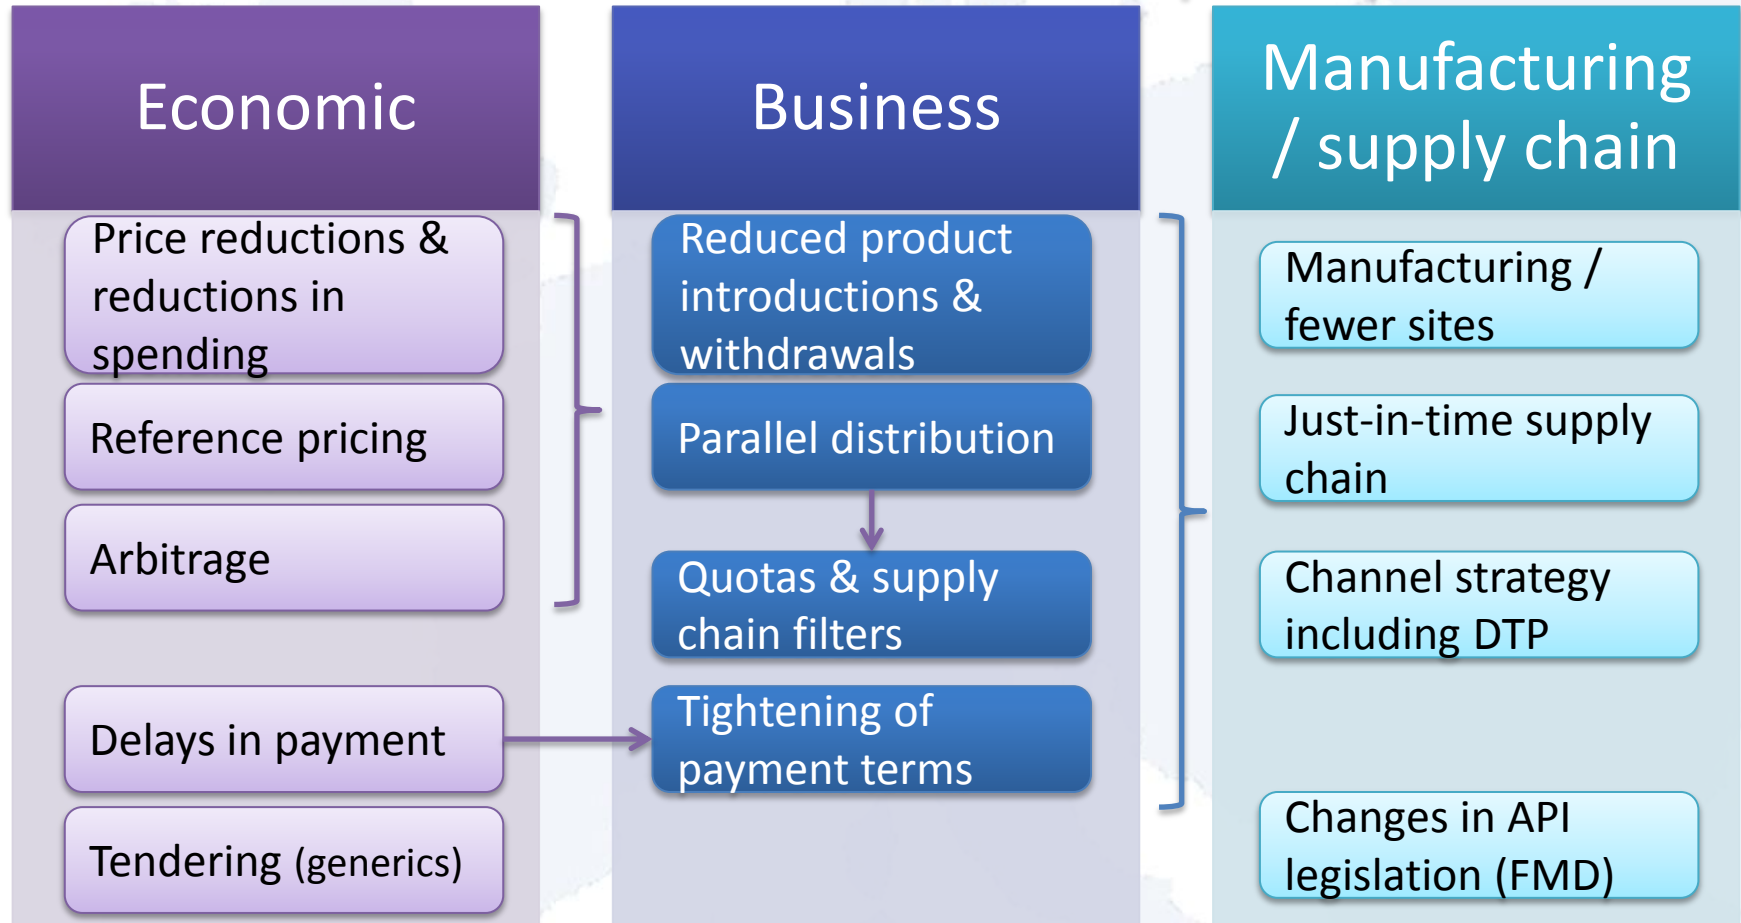 Economic
Price reductions &
reductions in
spending
Reference pricing
Arbitrage
Delays in payment
Tendering (generics)
Business
Reduced product
introductions &
withdrawals
Parallel distribution
Quotas & supply
chain filters
Tightening of
payment terms
Manufacturing
/ supply chain
Manufacturing /
fewer sites
Just-in-time supply
chain
Channel strategy
including DTP
Changes in API
legislation (FMD)